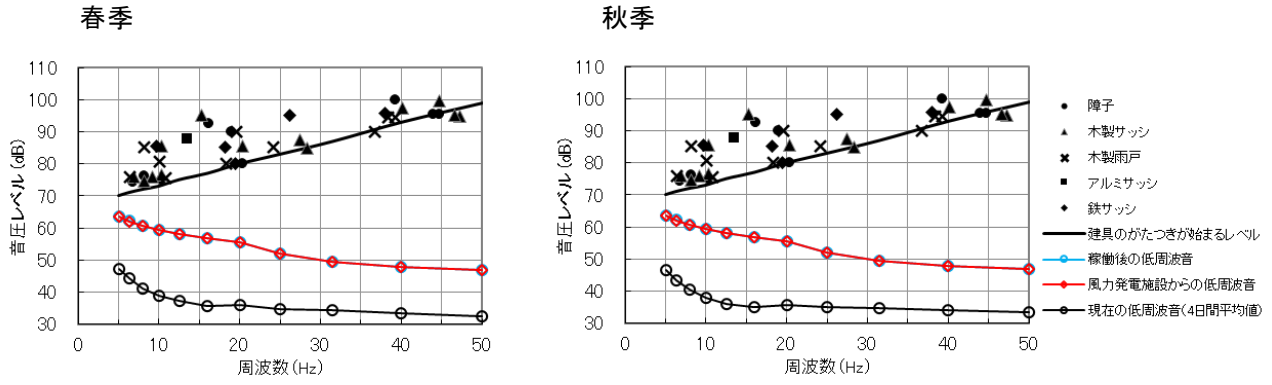 春季
音圧レベル(dB)
110
100
90
80
70
60
50
40
30
0
10
20
30
40
50
周波数(Hz)
秋季
音圧レベル(dB)
110
100
90
80
70
60
50
40
30
0
10
20
30
40
50
周波数(Hz)
障子
木製サッシ
木製雨戸
アルミサッシ
鉄サッシ
建具のがたつきが始まるレベル
稼働後の低周波音
風力発電施設からの低周波音
現在の低周波音(4日間平均値)